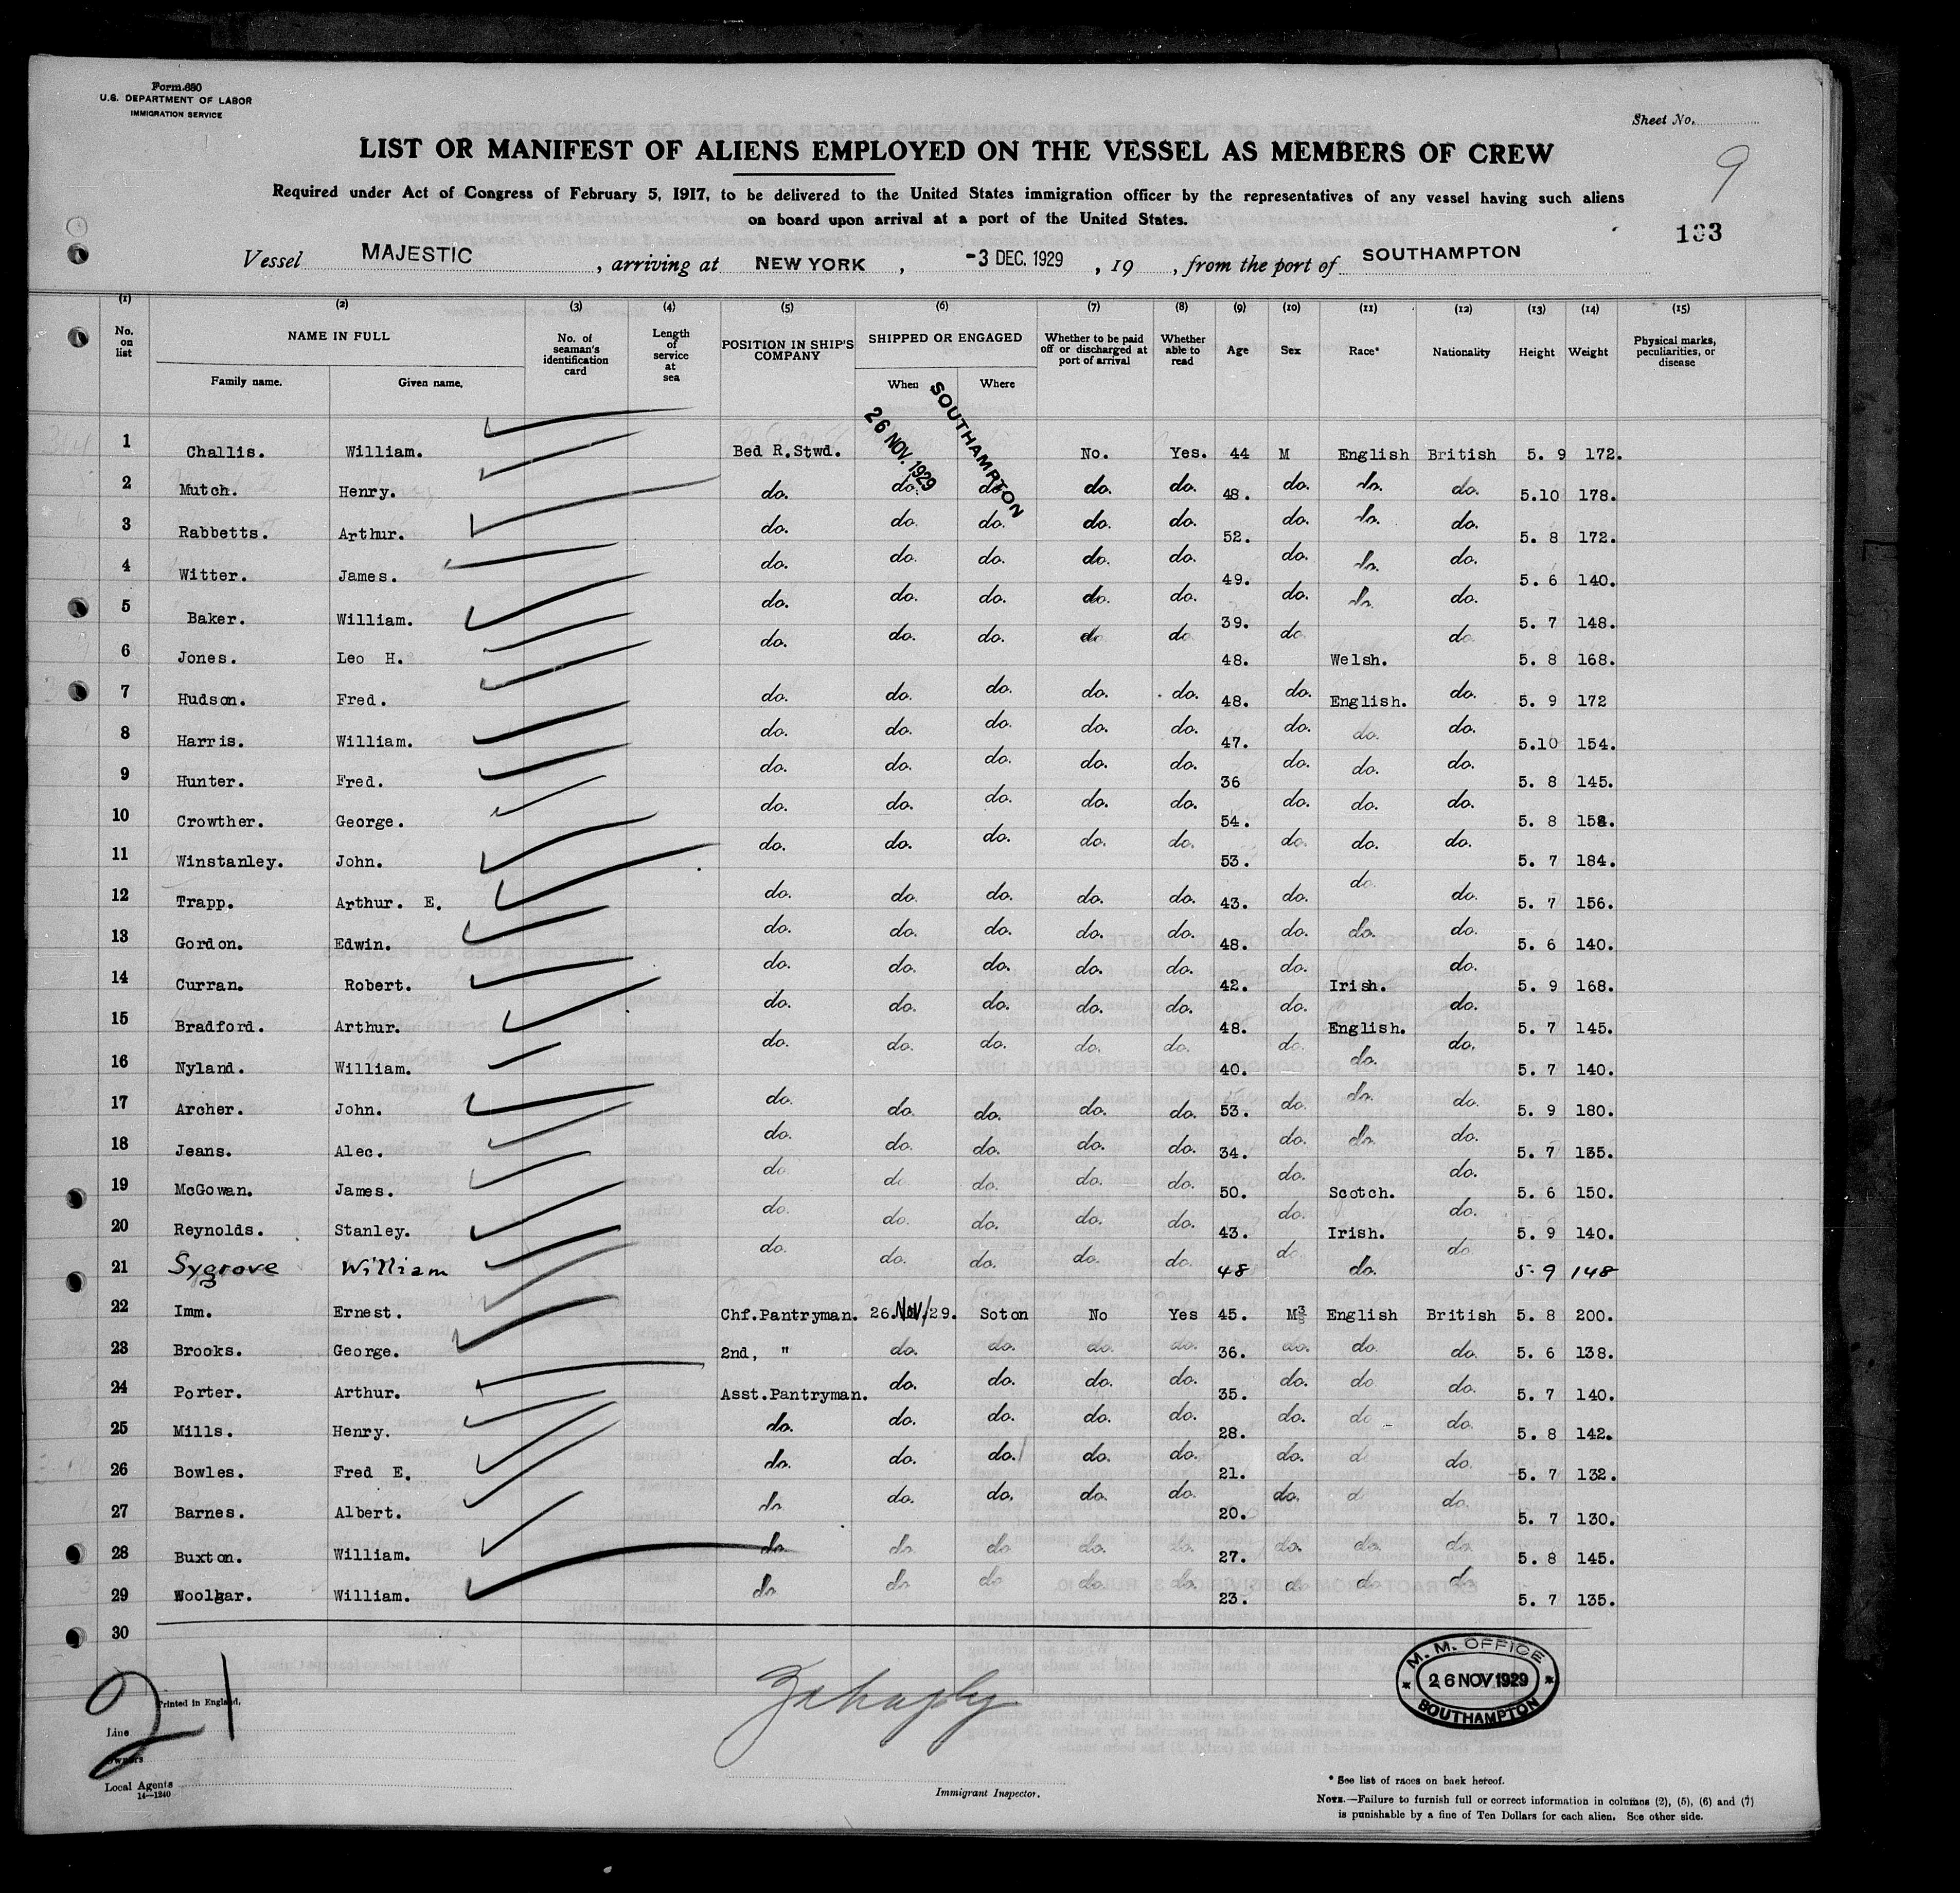 Form 680
U.S. DEPARTMENT OF LABOR
IMMIGRATION SERVICE
Sheet No.
LIST OR MANIFEST OF ALIENS EMPLOYED ON THE VESSEL AS MEMBERS OF CREW
9
Required under Act of Congress of February 5, 1917, to be delivered to the United States immigration officer by the representatives of any vessel having such aliens
on board upon arrival at a port of the United States.
193
Vessel MAJESTIC, arriving at NEW YORK, -3 DEC. 1929, 19 , from the port of SOUTHAMPTON
(1) (2) (3) (4) (5) (6) (7) (8) (9) (10) (11) (12) (13) (14) (15)
No. on list NAME IN FULL No. of seaman's identification card Length of service at sea POSITION IN SHIP'S COMPANY SHIPPED OR ENGAGED Whether to be paid off or discharged at port of arrival Whether able to read Age Sex Race* Nationality Height Weight Physical marks, peculiarities, or disease
Family name. Given name. When Where
26 NOV. 1929 SOUTHAMPTON
1 Challis. William. Bed R.Stwd. No. Yes. 44 M English British 5. 9 172.
2 Mutch. Henry. do. do. do. do. do. 48. do. do. do. 5.10 178.
3 Rabbetts. Arthur. do. do. do. do. do. 52. do. do. do. 5. 8 172.
4 Witter. James. do. do. do. do. do. 49. do. do. do. 5. 6 140.
5 Baker. William. do. do. do. do. do. 39. do. do. do. 5. 7 148.
6 Jones. Leo H. do. do. do. do do 48. do Welsh. do 5. 8 168.
7 Hudson. Fred. do. do. do. do. do. 48. do. English. do. 5. 9 172
8 Harris. William. do. do. do. do. do. 47. do. do. do. 5.10 154.
9 Hunter. Fred. do. do. do. do. do. 36 do. do. do. 5. 8 145.
10 Crowther. George. do. do. do. do. do. 54. do. do. do. 5. 8 158.
11 Winstanley. John. do. do. do. do. do. 53. do. do. do. 5. 7 184.
12 Trapp. Arthur. E. do. do. do. do. do. 43. do. do. do. 5. 7 156.
13 Gordon. Edwin. do. do. do. do. do. 48. do. do. do. 5. 6 140.
14 Curran. Robert. do. do. do. do. do. 42. do. Irish. do. 5. 9 168.
15 Bradford. Arthur. do. do. do. do. do. 48. do. English. do. 5. 7 145.
16 Nyland. William. do. do. do. do. do. 40. do. do. do. 5. 7 140.
17 Archer. John. do. do. do. do. do. 53. do. do. do. 5. 9 180.
18 Jeans. Alec. do. do. do. do. do. 34. do. do. do. 5. 7 135.
19 McGowan. James. do. do. do. do. do. 50. do. Scotch. do. 5. 6 150.
20 Reynolds. Stanley. do. do. do. do. do. 43. do. Irish. do. 5. 9 140.
21 Sygrove William do. do. do. do. do. 48 do. do. do 5. 9 148
22 Imm. Ernest. Chf.Pantryman. 26.Nov/29. Soton No Yes 45. M English British 5. 8 200.
23 Brooks. George. 2nd, " do. do. do. do. 36. do. do. do. 5. 6 138.
24 Porter. Arthur. Asst.Pantryman. do. do. do. do. 35. do. do do. 5. 7 140.
25 Mills. Henry. do. do. do. do. do. 28. do. do do. 5. 8 142.
26 Bowles. Fred E. do. do. do. do. do. 21. do. d do. 5. 7 132.
27 Barnes. Albert. do do. do. do. do. 20. do. d do. 5. 7 130.
28 Buxton. William. do. do. do do. do. 27. do. do. do. 5. 8 145.
29 Woolgar. William. do do do do. do. 23. do do do. 5. 7 135.
30
M. M. OFFICE
26 NOV 1929
SOUTHAMPTON
21
Printed in England.
Line
Owners
Local Agents
14—1240
Immigrant Inspector.
* See list of races on back hereof.
NOTE.—Failure to furnish full or correct information in columns (2), (5), (6) and (7)
is punishable by a fine of Ten Dollars for each alien. See other side.